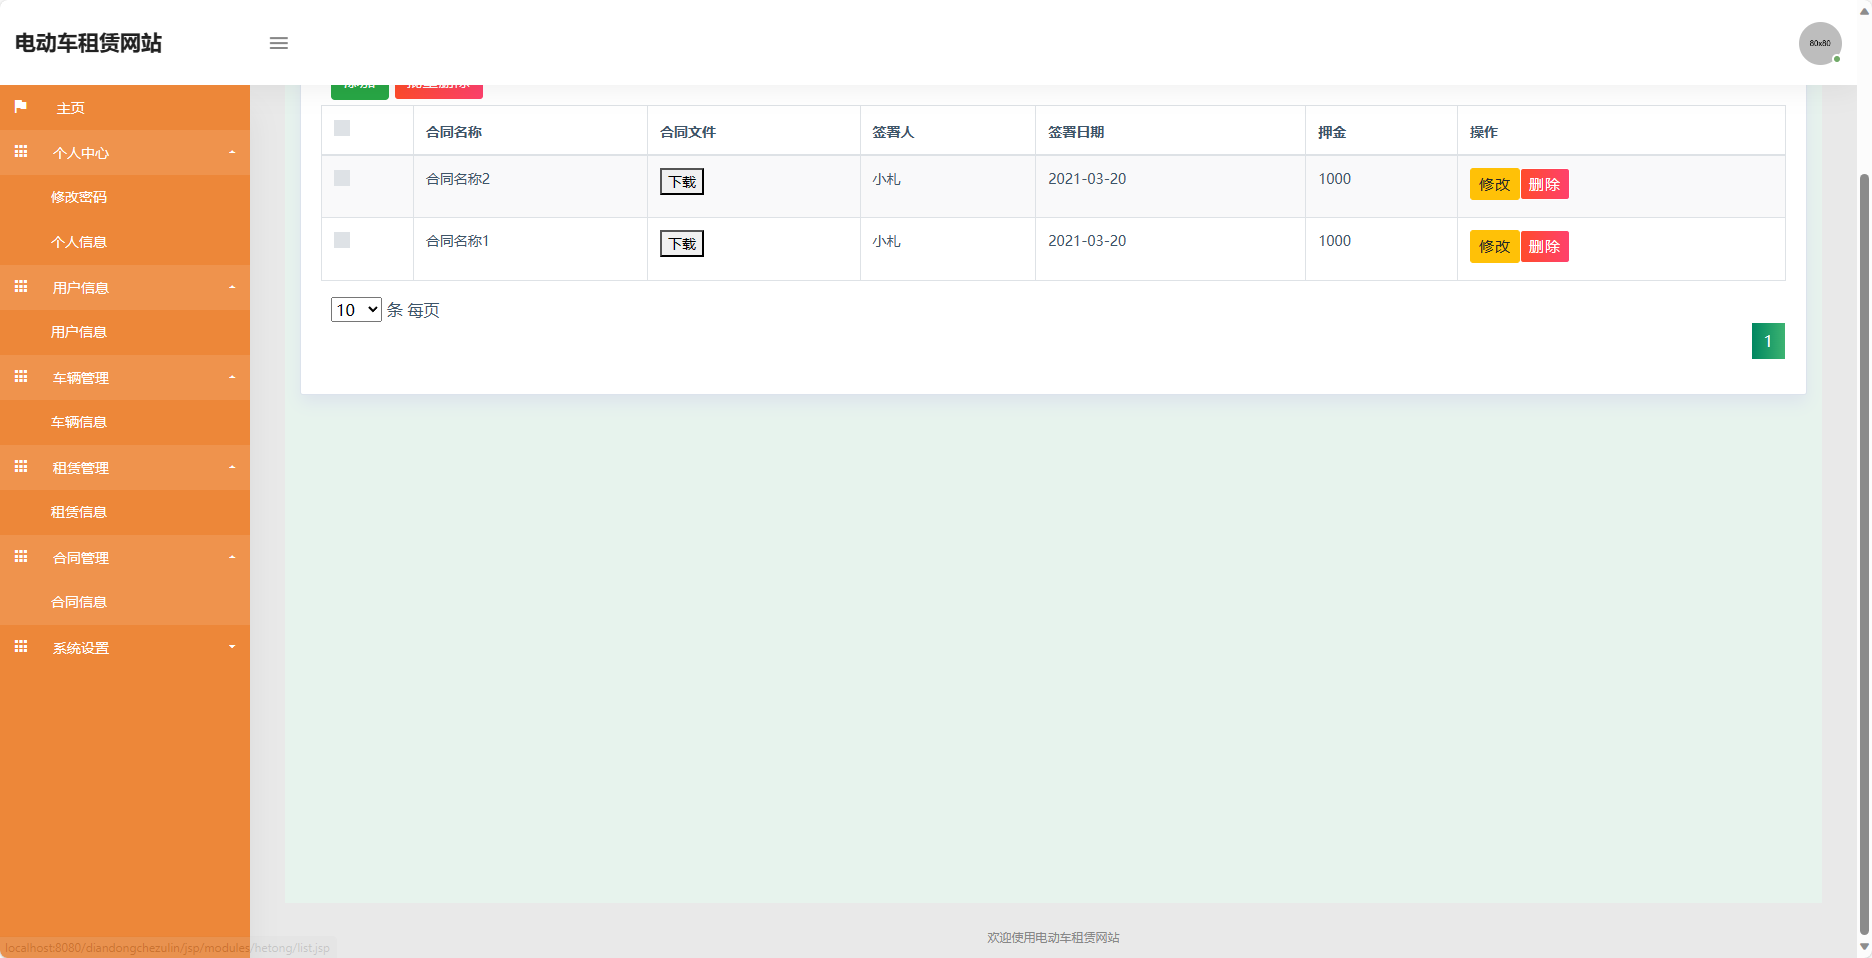 电动车租赁网站
80x80
主页
添加 批量删除
个人中心
修改密码
个人信息
用户信息
用户信息
车辆管理
车辆信息
租赁管理
租赁信息
合同管理
合同信息
系统设置
合同名称 合同文件 签署人 签署日期 押金 操作
合同名称2 下载 小札 2021-03-20 1000 修改 删除
合同名称1 下载 小札 2021-03-20 1000 修改 删除
10 条 每页
1
欢迎使用电动车租赁网站
localhost:8080/diandongchezulin/jsp/modules/hetong/list.jsp